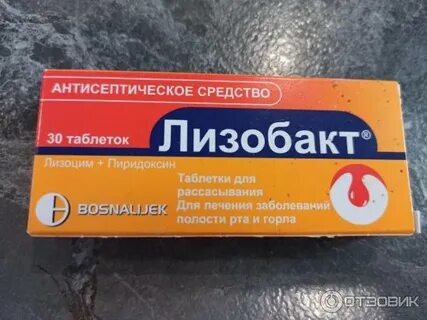 АНТИСЕПТИЧЕСКОЕ СРЕДСТВО
30 таблеток
Лизобакт®
Лизоцим + Пиридоксин
Таблетки для
рассасывания
Для лечения заболеваний
полости рта и горла
BOSNALIJEK
ОТЗОВИК